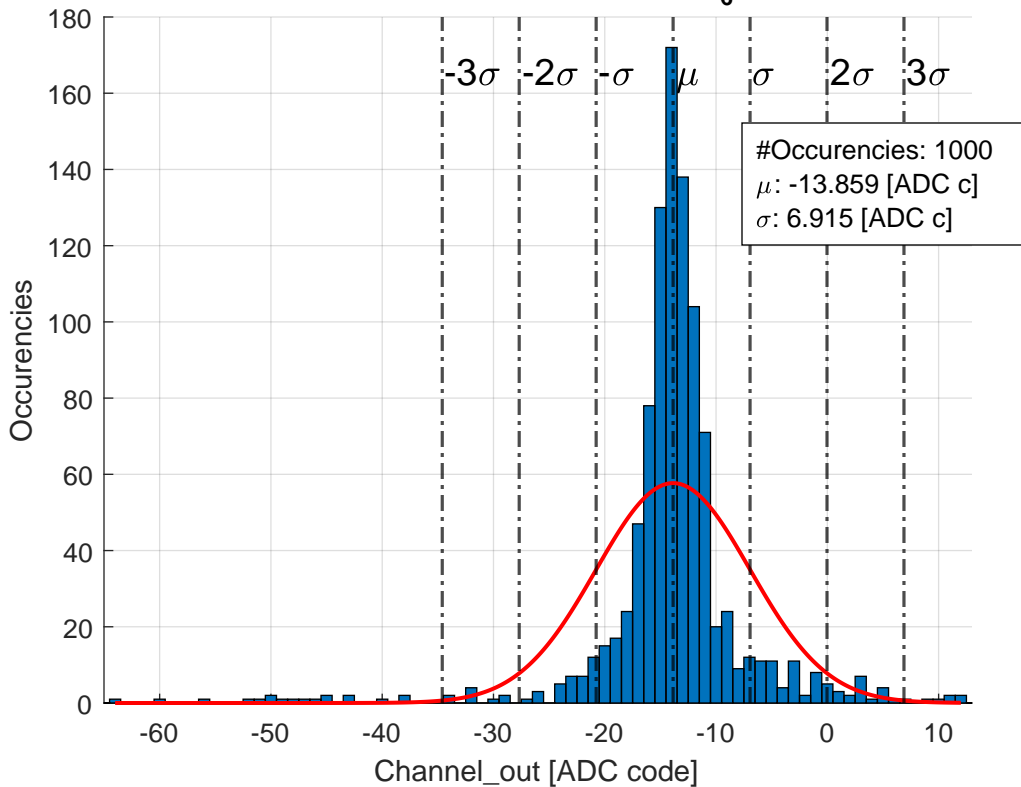 180
160
140
120
100
80
60
40
20
0
-3σ -2σ -σ μ σ 2σ 3σ
#Occurencies: 1000
μ: -13.859 [ADC c]
σ: 6.915 [ADC c]
Occurencies
-60 -50 -40 -30 -20 -10 0 10
Channel_out [ADC code]